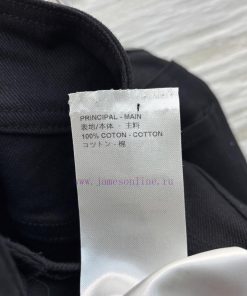 PRINCIPAL - MAIN
表地/本体 · 主料
100% COTON - COTTON
コットン - 棉
www.jamesonline.ru